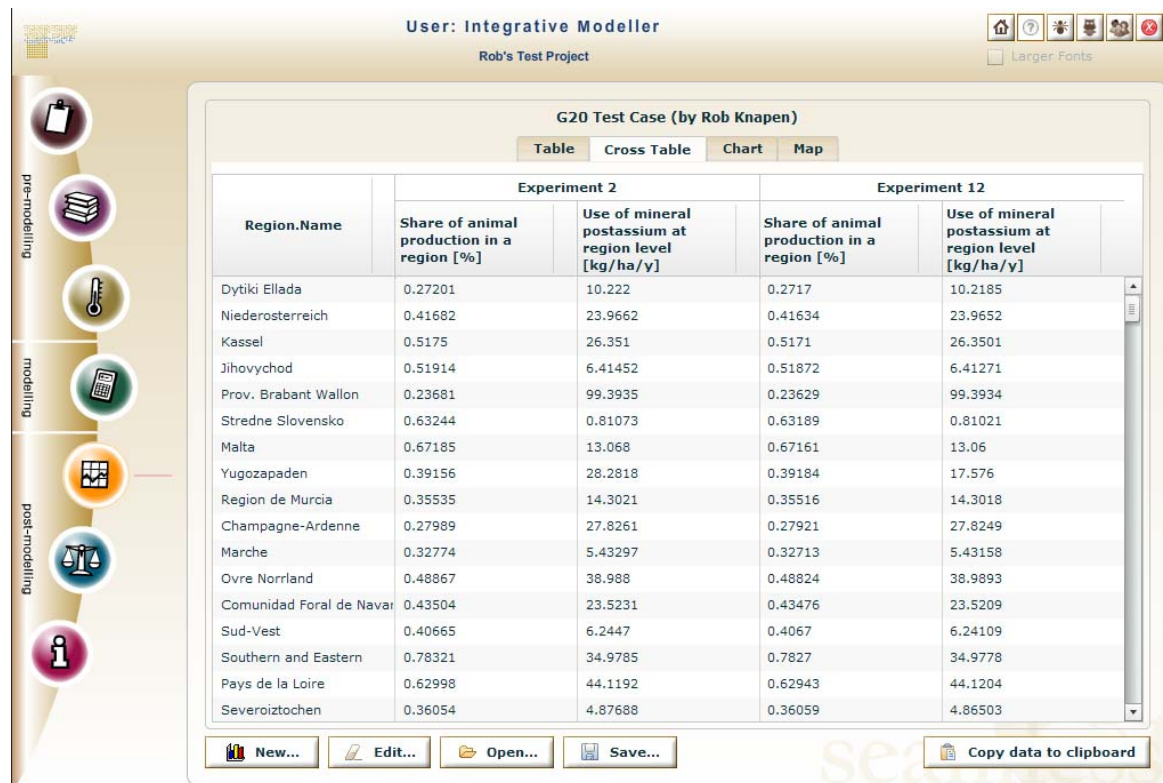 User: Integrative Modeller
Rob's Test Project
Larger Fonts
pre-modelling
modelling
post-modelling
G20 Test Case (by Rob Knapen)
Table Cross Table Chart Map
Region.Name
Experiment 2 Experiment 12
Share of animal production in a region [%]
Use of mineral postassium at region level [kg/ha/y]
Share of animal production in a region [%]
Use of mineral postassium at region level [kg/ha/y]
Dytiki Ellada 0.27201 10.222 0.2717 10.2185
Niederosterreich 0.41682 23.9662 0.41634 23.9652
Kassel 0.5175 26.351 0.5171 26.3501
Jihovychod 0.51914 6.41452 0.51872 6.41271
Prov. Brabant Wallon 0.23681 99.3935 0.23629 99.3934
Stredne Slovensko 0.63244 0.81073 0.63189 0.81021
Malta 0.67185 13.068 0.67161 13.06
Yugozapaden 0.39156 28.2818 0.39184 17.576
Region de Murcia 0.35535 14.3021 0.35516 14.3018
Champagne-Ardenne 0.27989 27.8261 0.27921 27.8249
Marche 0.32774 5.43297 0.32713 5.43158
Ovre Norrland 0.48867 38.988 0.48824 38.9893
Comunidad Foral de Navar 0.43504 23.5231 0.43476 23.5209
Sud-Vest 0.40665 6.2447 0.4067 6.24109
Southern and Eastern 0.78321 34.9785 0.7827 34.9778
Pays de la Loire 0.62998 44.1192 0.62943 44.1204
Severoiztochen 0.36054 4.87688 0.36059 4.86503
New... Edit... Open... Save... Copy data to clipboard